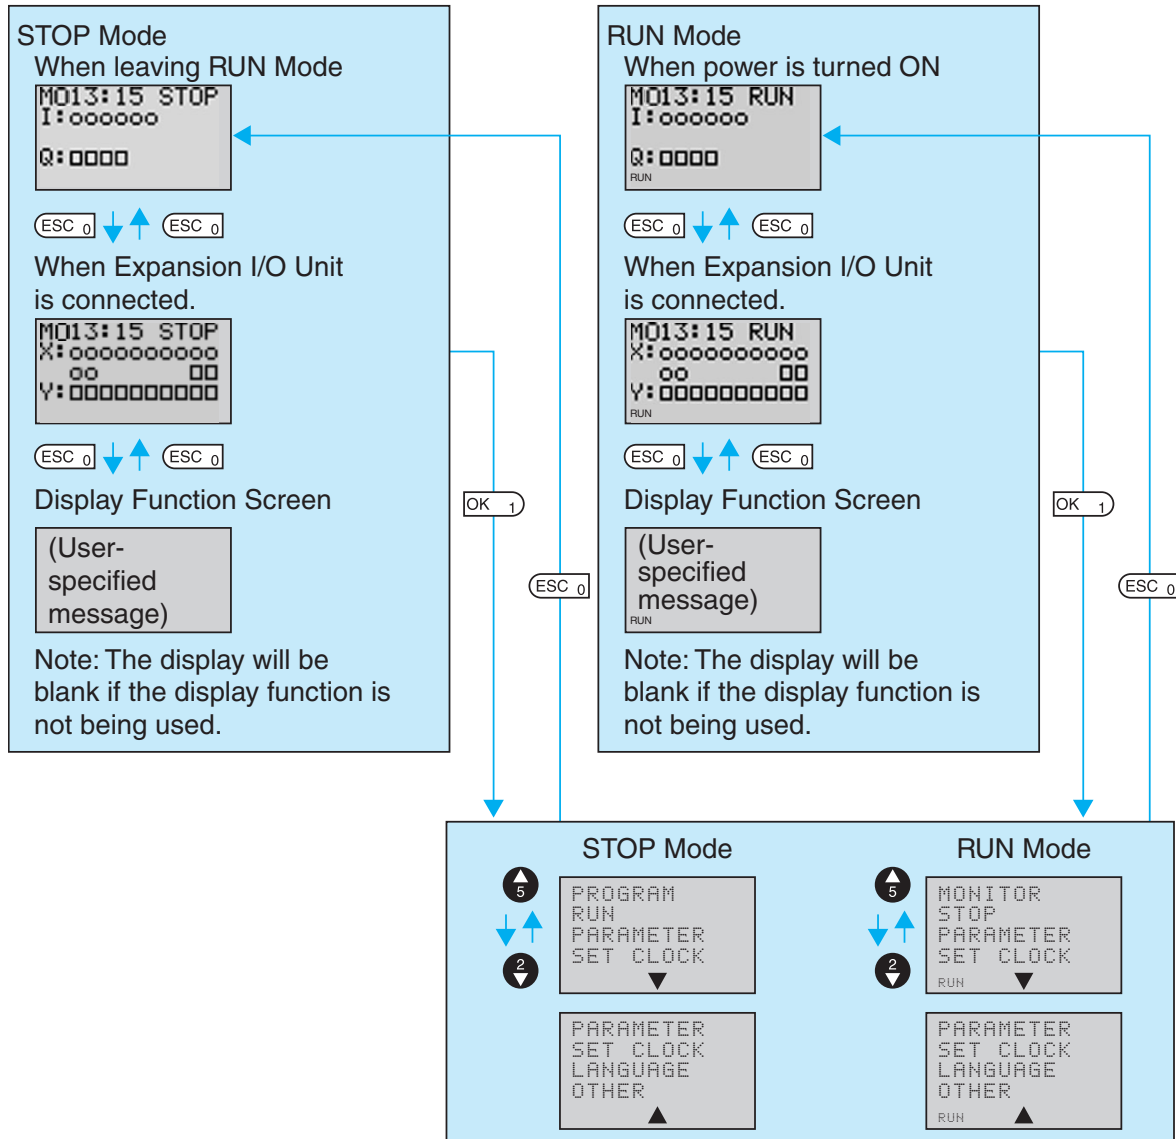 STOP Mode
When leaving RUN Mode
MO13:15 STOP
I:oooooo
Q:□□□□
ESC 0 ESC 0
When Expansion I/O Unit
is connected.
MO13:15 STOP
X:oooooooooo
oo □□
Y:□□□□□□□□□□
ESC 0 ESC 0
Display Function Screen
(User-
specified
message)
Note: The display will be
blank if the display function is
not being used.
OK 1
ESC 0
RUN Mode
When power is turned ON
MO13:15 RUN
I:oooooo
Q:□□□□
RUN
ESC 0 ESC 0
When Expansion I/O Unit
is connected.
MO13:15 RUN
X:oooooooooo
oo □□
Y:□□□□□□□□□□
RUN
ESC 0 ESC 0
Display Function Screen
(User-
specified
message)
RUN
Note: The display will be
blank if the display function is
not being used.
OK 1
ESC 0
STOP Mode
5
2
PROGRAM
RUN
PARAMETER
SET CLOCK
▼
PARAMETER
SET CLOCK
LANGUAGE
OTHER
▲
RUN Mode
5
2
MONITOR
STOP
PARAMETER
SET CLOCK
RUN ▼
PARAMETER
SET CLOCK
LANGUAGE
OTHER
RUN ▲